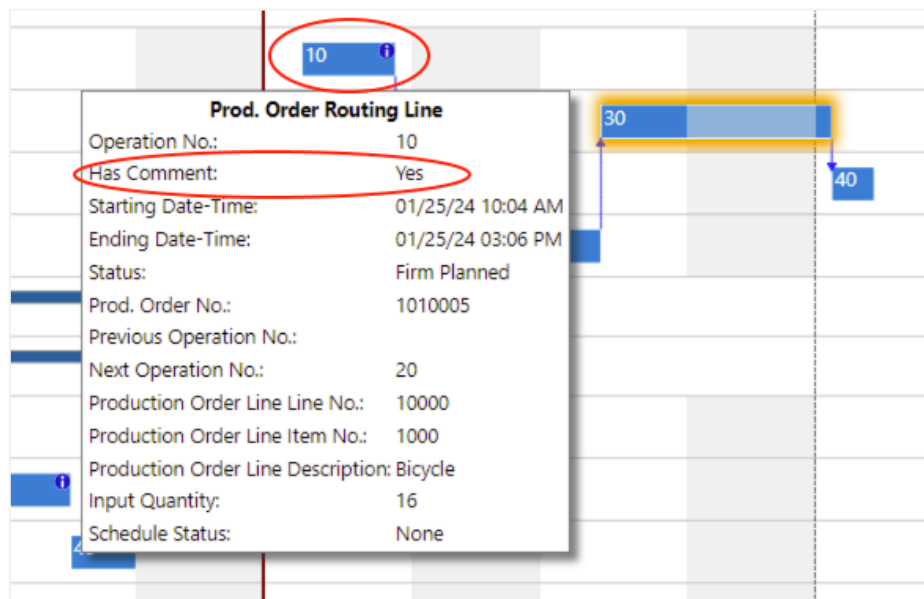 10
30
40
Prod. Order Routing Line
Operation No.: 10
Has Comment: Yes
Starting Date-Time: 01/25/24 10:04 AM
Ending Date-Time: 01/25/24 03:06 PM
Status: Firm Planned
Prod. Order No.: 1010005
Previous Operation No.:
Next Operation No.: 20
Production Order Line Line No.: 10000
Production Order Line Item No.: 1000
Production Order Line Description: Bicycle
Input Quantity: 16
Schedule Status: None